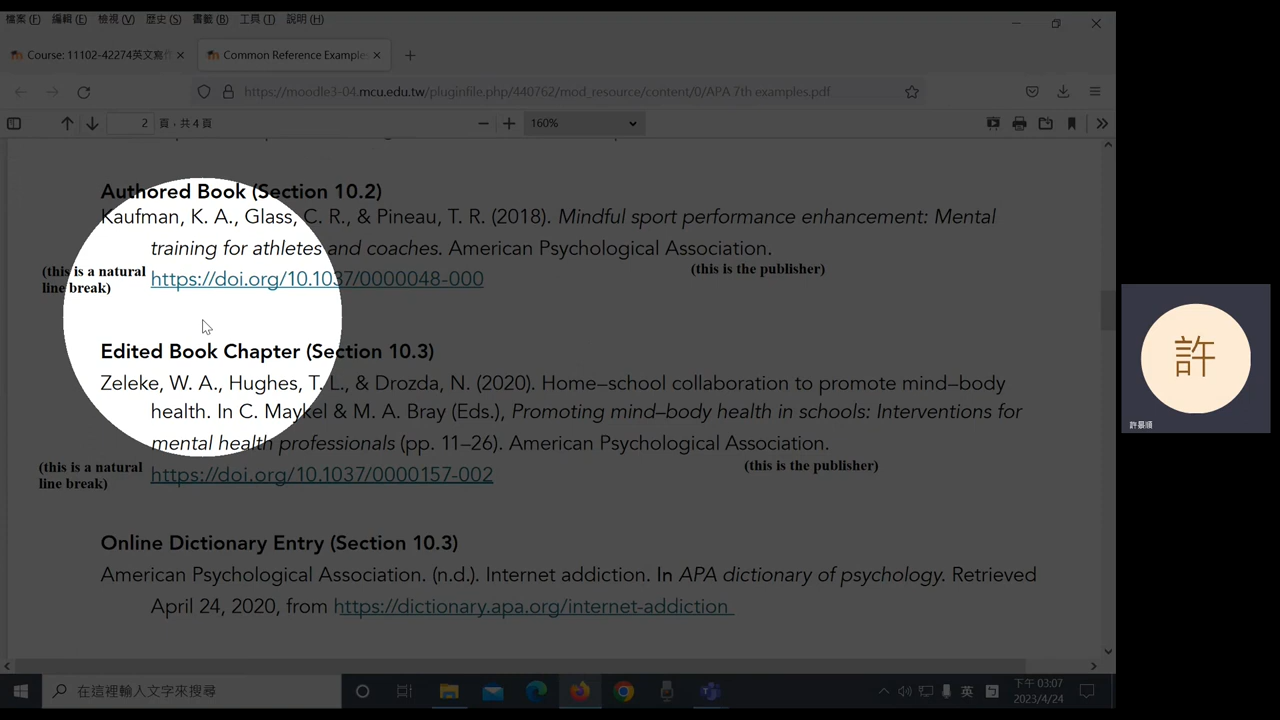 檔案(F) 編輯(E) 檢視(V) 歷史(S) 書籤(B) 工具(T) 說明(H)
Course: 11102-42274英文寫作 Common Reference Examples
https://moodle3-04.mcu.edu.tw/pluginfile.php/440762/mod_resource/content/0/APA 7th examples.pdf
2 頁，共 4 頁 160%
Authored Book (Section 10.2)
Kaufman, K. A., Glass, C. R., & Pineau, T. R. (2018). Mindful sport performance enhancement: Mental
training for athletes and coaches. American Psychological Association.
(this is a natural
line break)
https://doi.org/10.1037/0000048-000
(this is the publisher)
Edited Book Chapter (Section 10.3)
Zeleke, W. A., Hughes, T. L., & Drozda, N. (2020). Home–school collaboration to promote mind–body
health. In C. Maykel & M. A. Bray (Eds.), Promoting mind–body health in schools: Interventions for
mental health professionals (pp. 11–26). American Psychological Association.
(this is a natural
line break)
https://doi.org/10.1037/0000157-002
(this is the publisher)
Online Dictionary Entry (Section 10.3)
American Psychological Association. (n.d.). Internet addiction. In APA dictionary of psychology. Retrieved
April 24, 2020, from https://dictionary.apa.org/internet-addiction
許
許景順
在這裡輸入文字來搜尋
英
下午 03:07
2023/4/24